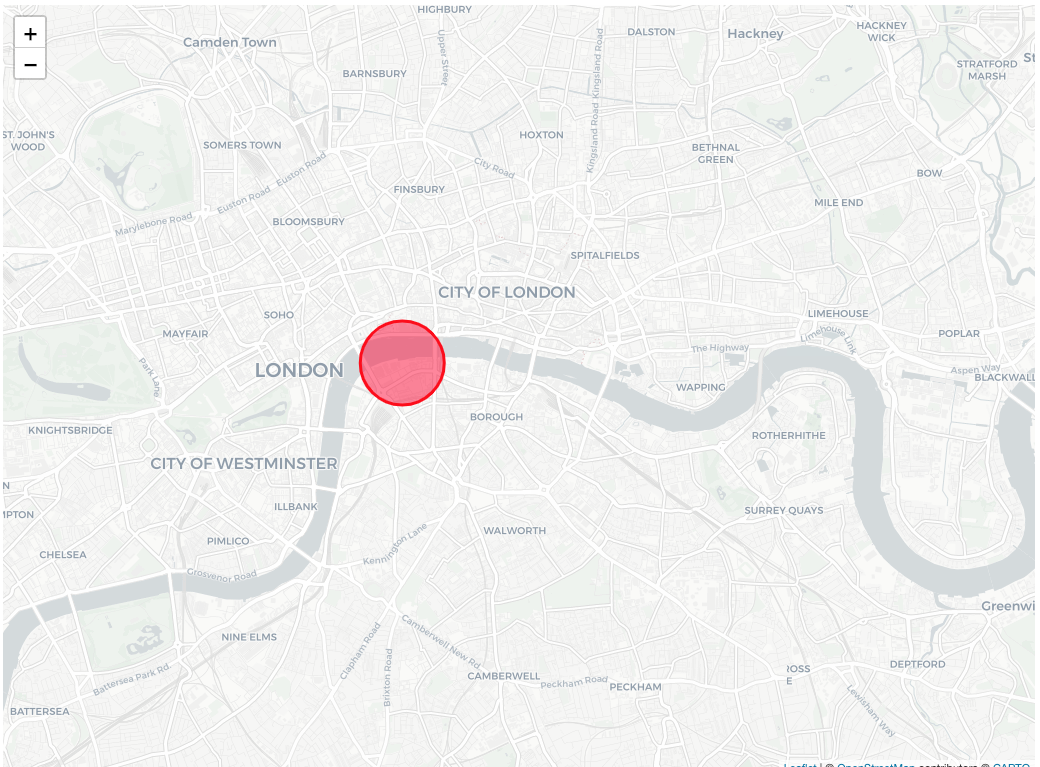 HIGHBURY
+
−
Camden Town
DALSTON
Hackney
HACKNEY
WICK
STRATFORD
MARSH
St
BARNSBURY
Upper Street
Kingsland Road Kingsland Road
ST. JOHN'S
WOOD
SOMERS TOWN
HOXTON
BETHNAL
GREEN
Euston Road
Euston Road
City Road
BOW
FINSBURY
Marylebone Road
BLOOMSBURY
MILE END
SPITALFIELDS
CITY OF LONDON
SOHO
MAYFAIR
LIMEHOUSE
Limehouse Link
POPLAR
The Highway
Park Lane
LONDON
Aspen Way
BLACKWALL
WAPPING
BOROUGH
KNIGHTSBRIDGE
ROTHERHITHE
CITY OF WESTMINSTER
N
MPTON
ILLBANK
SURREY QUAYS
WALWORTH
PIMLICO
CHELSEA
Kennington Lane
Grosvenor Road
Greenwi
NINE ELMS
Clapham Road
Camberwell New Rd
Brixton Road
Battersea Park Rd
CAMBERWELL
Peckham Road
PECKHAM
ROSS
E
DEPTFORD
Lewisham Way
BATTERSEA
Leaflet | © OpenStreetMap contributors © CARTO